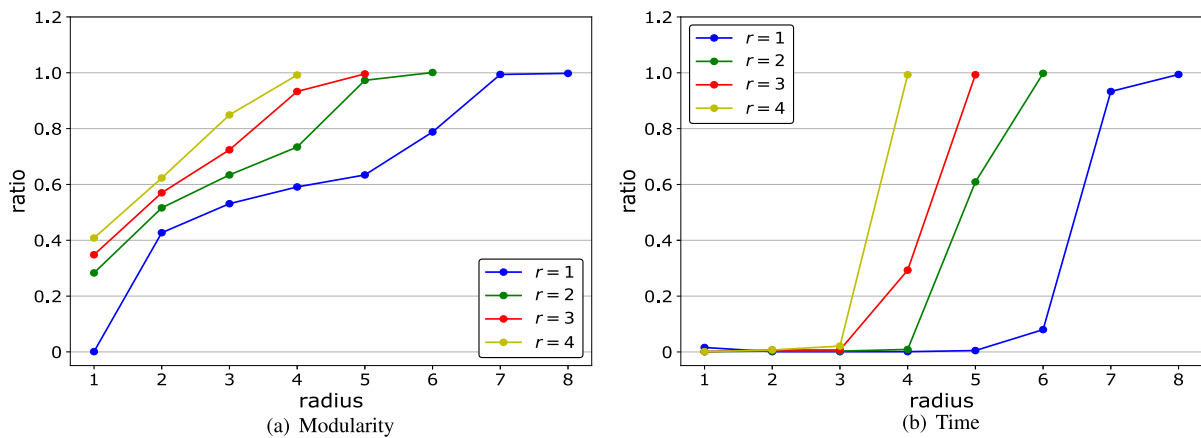 1.2
1.0
0.8
0.6
0.4
0.2
0
ratio
r = 1
r = 2
r = 3
r = 4
1 2 3 4 5 6 7 8
radius
(a) Modularity
1.2
1.0
0.8
0.6
0.4
0.2
0
ratio
r = 1
r = 2
r = 3
r = 4
1 2 3 4 5 6 7 8
radius
(b) Time